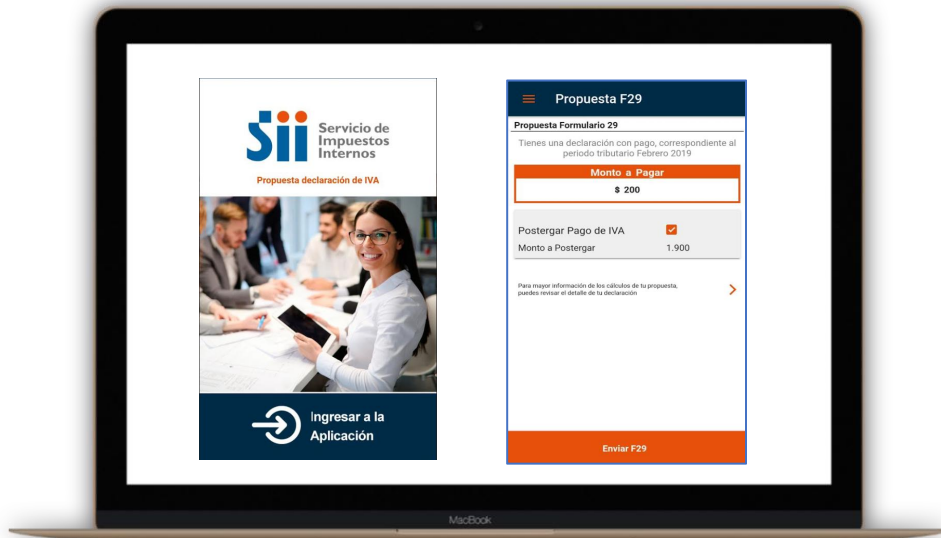 Sii
Servicio de
Impuestos
Internos
Propuesta declaración de IVA
Ingresar a la
Aplicación
Propuesta F29
Propuesta Formulario 29
Tienes una declaración con pago, correspondiente al
periodo tributario Febrero 2019
Monto a Pagar
$ 200
Postergar Pago de IVA
Monto a Postergar 1.900
Para mayor información de los cálculos de tu propuesta,
puedes revisar el detalle de tu declaración
Enviar F29
MacBook